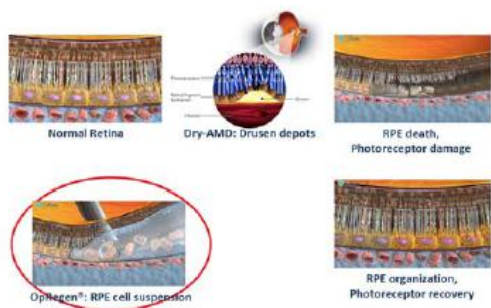 Normal Retina
Dry-AMD: Drusen depots
RPE death,
Photoreceptor damage
OpRegen®: RPE cell suspension
RPE organization,
Photoreceptor recovery